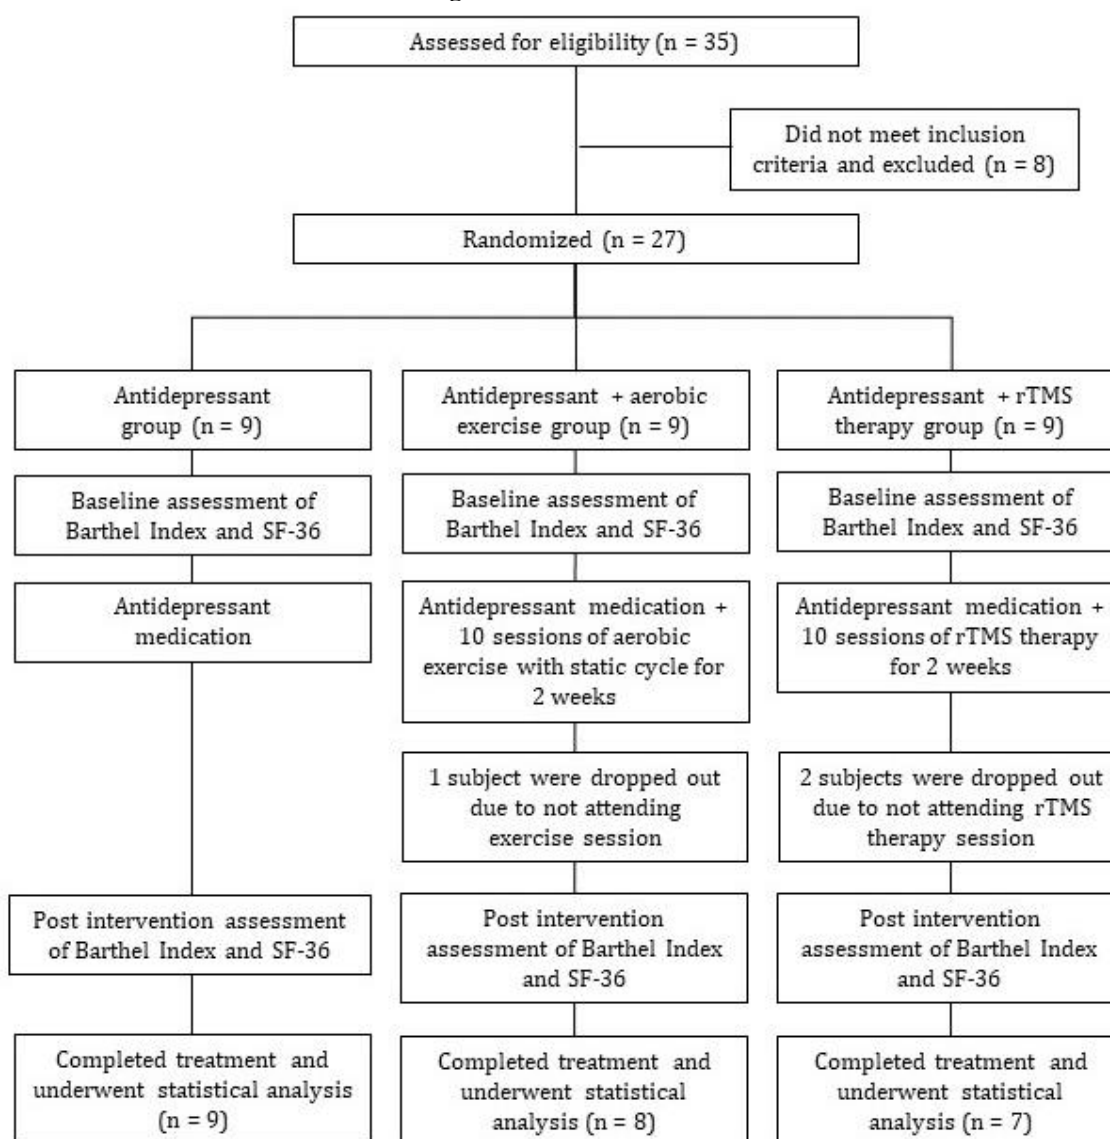 Assessed for eligibility (n = 35)
Did not meet inclusion
criteria and excluded (n = 8)
Randomized (n = 27)
Antidepressant
group (n = 9)
Antidepressant + aerobic
exercise group (n = 9)
Antidepressant + rTMS
therapy group (n = 9)
Baseline assessment of
Barthel Index and SF-36
Baseline assessment of
Barthel Index and SF-36
Baseline assessment of
Barthel Index and SF-36
Antidepressant
medication
Antidepressant medication +
10 sessions of aerobic
exercise with static cycle for
2 weeks
Antidepressant medication +
10 sessions of rTMS therapy
for 2 weeks
1 subject were dropped out
due to not attending
exercise session
2 subjects were dropped out
due to not attending rTMS
therapy session
Post intervention assessment
of Barthel Index and SF-36
Post intervention
assessment of Barthel Index
and SF-36
Post intervention
assessment of Barthel Index
and SF-36
Completed treatment and
underwent statistical analysis
(n = 9)
Completed treatment and
underwent statistical
analysis (n = 8)
Completed treatment and
underwent statistical
analysis (n = 7)